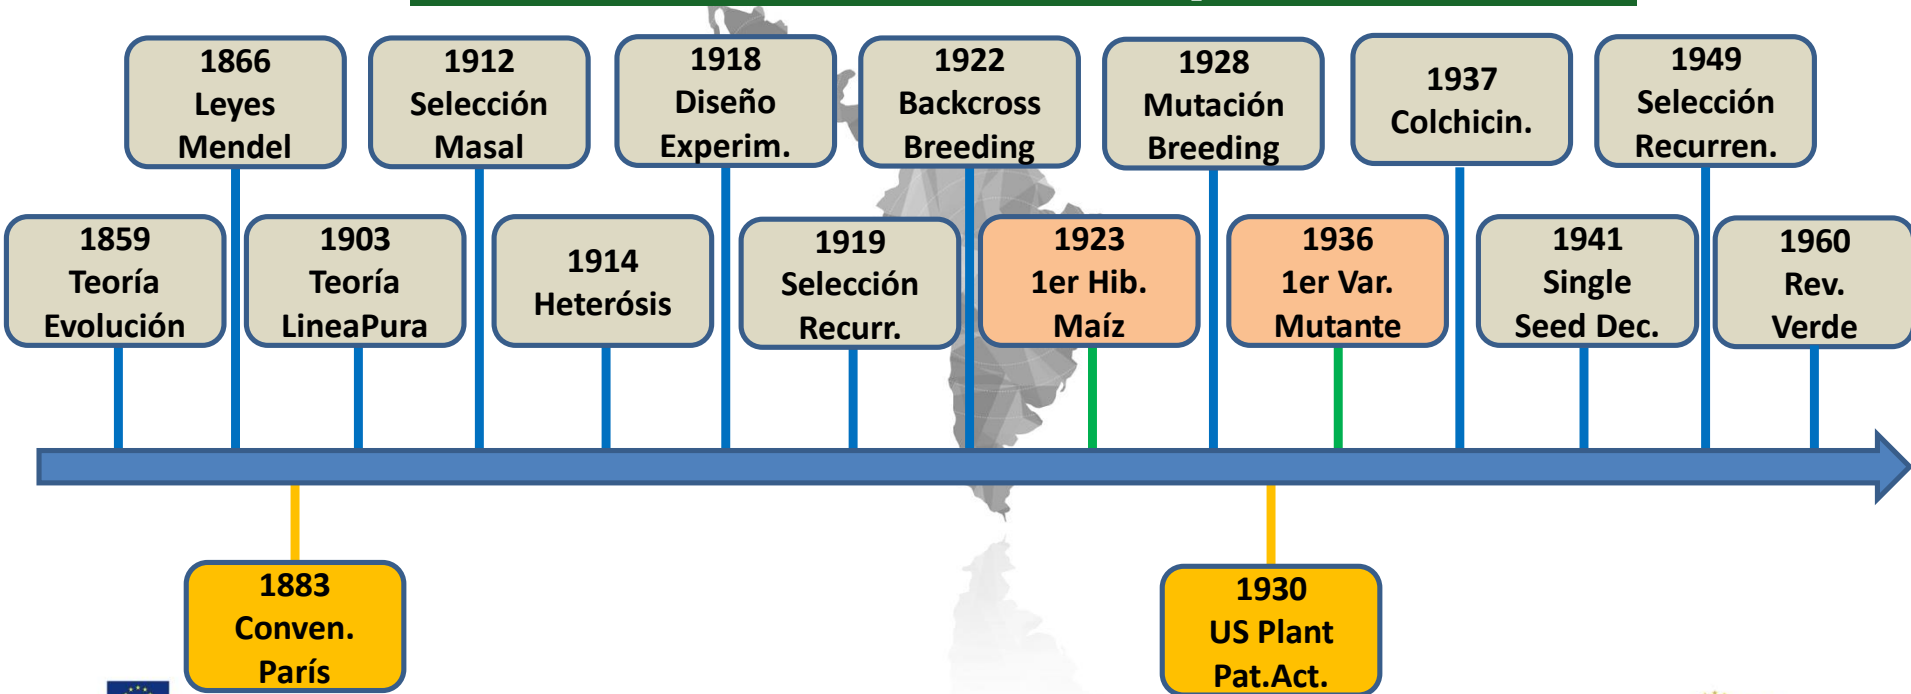 1866
Leyes
Mendel
1912
Selección
Masal
1918
Diseño
Experim.
1922
Backcross
Breeding
1928
Mutación
Breeding
1937
Colchicin.
1949
Selección
Recurren.
1859
Teoría
Evolución
1903
Teoría
LineaPura
1914
Heterósis
1919
Selección
Recurr.
1923
1er Hib.
Maíz
1936
1er Var.
Mutante
1941
Single
Seed Dec.
1960
Rev.
Verde
1883
Conven.
París
1930
US Plant
Pat.Act.